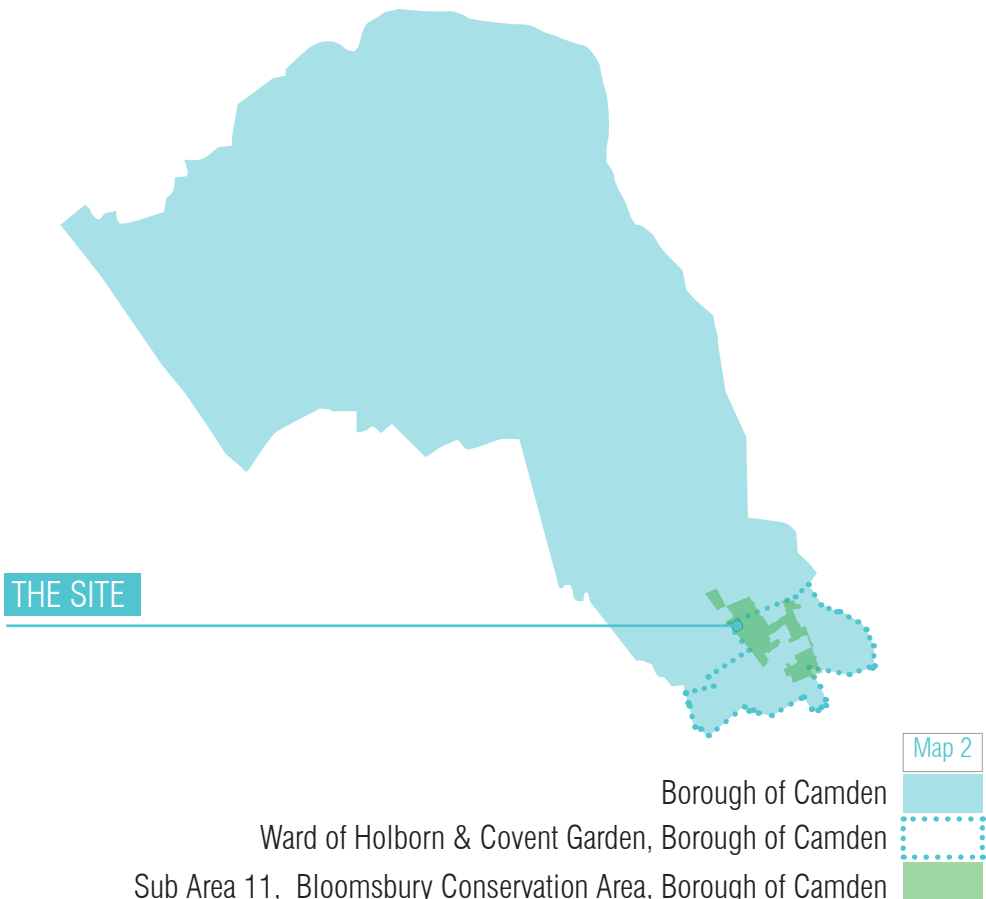 THE SITE
Map 2
Borough of Camden
Ward of Holborn & Covent Garden, Borough of Camden
Sub Area 11, Bloomsbury Conservation Area, Borough of Camden